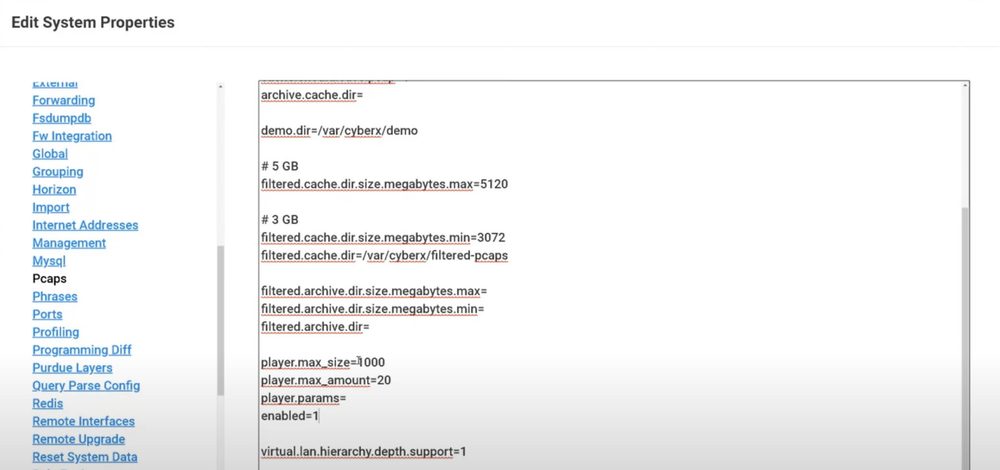 Edit System Properties
External
Forwarding
Fsdumpdb
Fw Integration
Global
Grouping
Horizon
Import
Internet Addresses
Management
Mysql
Pcaps
Phrases
Ports
Profiling
Programming Diff
Purdue Layers
Query Parse Config
Redis
Remote Interfaces
Remote Upgrade
Reset System Data
archive.cache.dir=
demo.dir=/var/cyberx/demo
# 5 GB
filtered.cache.dir.size.megabytes.max=5120
# 3 GB
filtered.cache.dir.size.megabytes.min=3072
filtered.cache.dir=/var/cyberx/filtered-pcaps
filtered.archive.dir.size.megabytes.max=
filtered.archive.dir.size.megabytes.min=
filtered.archive.dir=
player.max_size=1000
player.max_amount=20
player.params=
enabled=1
virtual.lan.hierarchy.depth.support=1